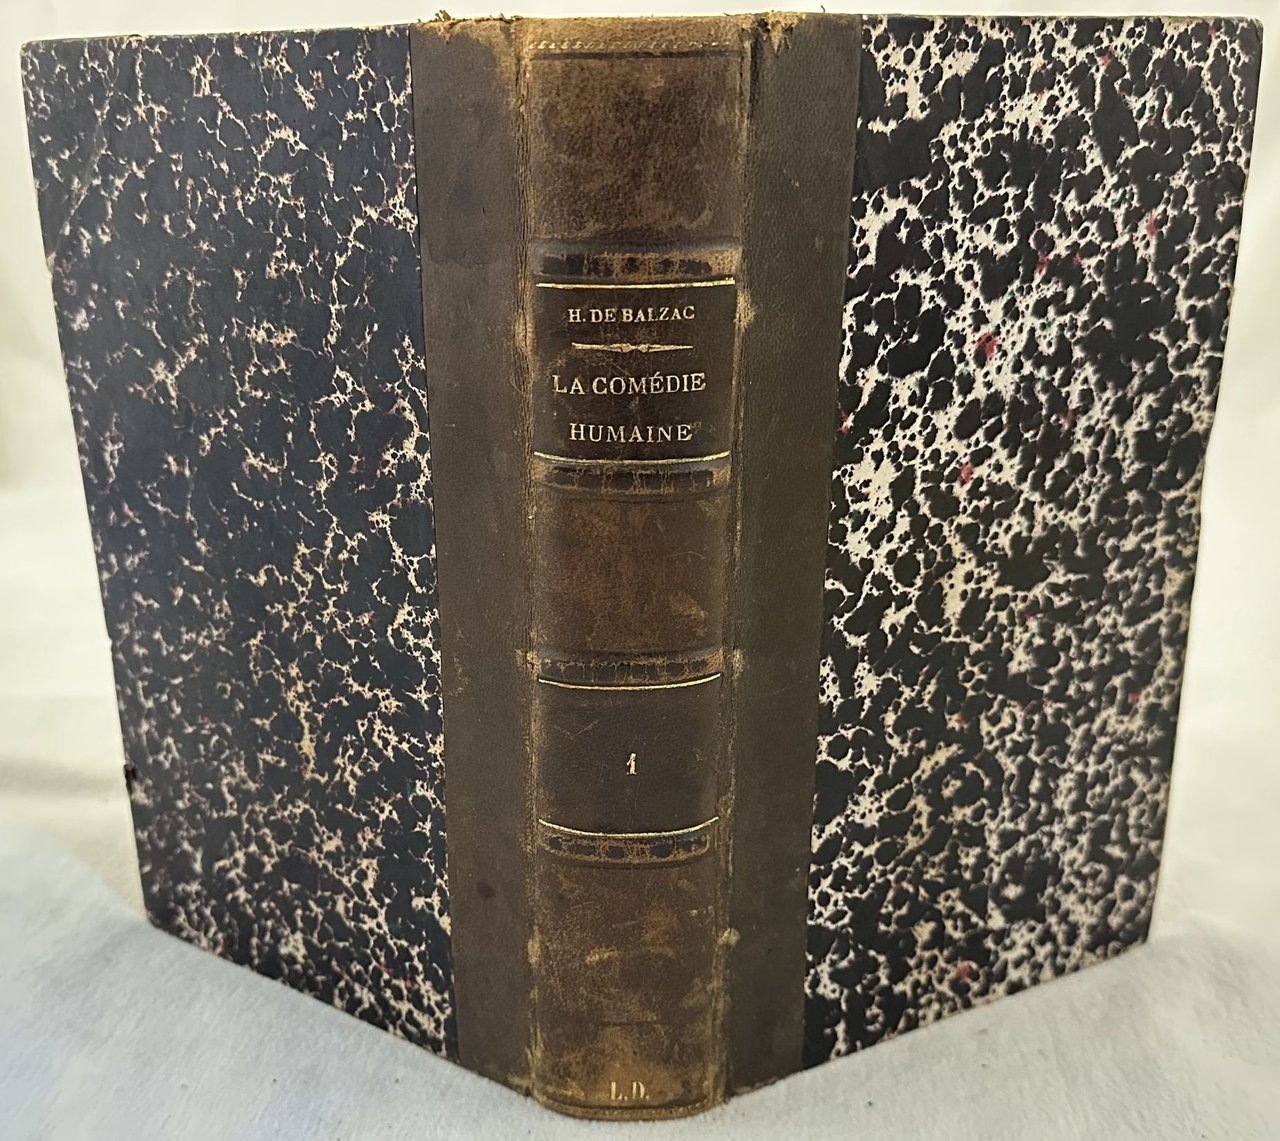 H. DE BALZAC
LA COMÉDIE
HUMAINE
1
L.D.